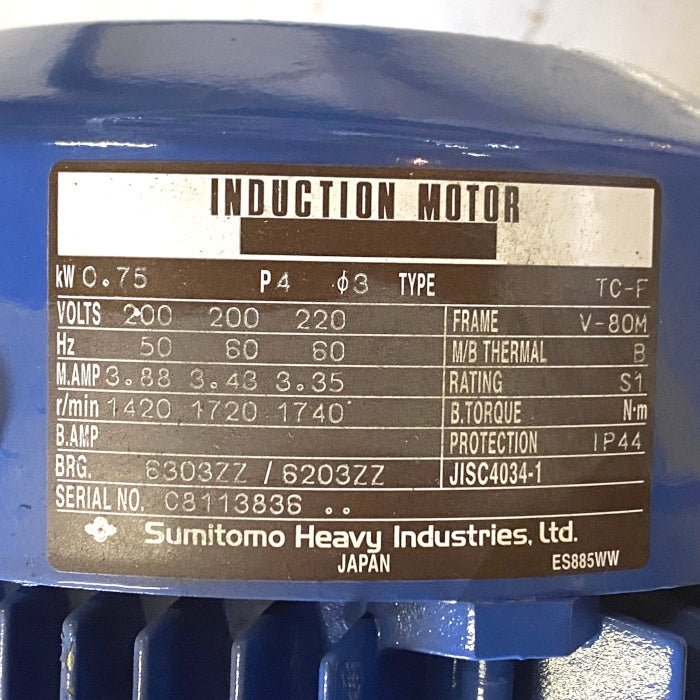 INDUCTION MOTOR
kW 0.75 P4 ϕ3 TYPE TC-F
VOLTS 200 200 220 FRAME V-80M
Hz 50 60 60 M/B THERMAL B
M.AMP 3.88 3.43 3.35 RATING S1
r/min 1420 1720 1740 B.TORQUE N·m
B.AMP PROTECTION IP44
BRG. 6303ZZ / 6203ZZ JISC4034-1
SERIAL NO. C8113836 ..
Sumitomo Heavy Industries, Ltd.
JAPAN ES885WW